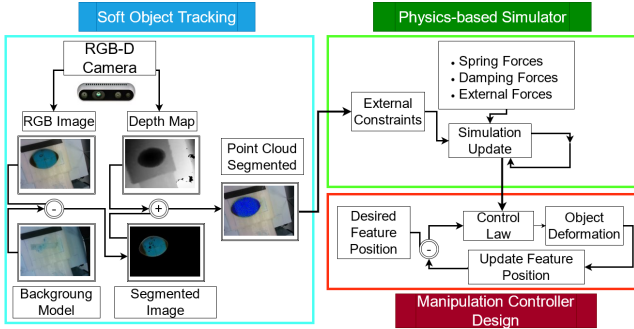 Soft Object Tracking
Physics-based Simulator
RGB-D
Camera
RGB Image
Depth Map
Point Cloud
Segmented
-
+
Backgroung
Model
Segmented
Image
External
Constraints
• Spring Forces
• Damping Forces
• External Forces
Simulation
Update
Desired
Feature
Position
-
Control
Law
Object
Deformation
Update Feature
Position
Manipulation Controller
Design